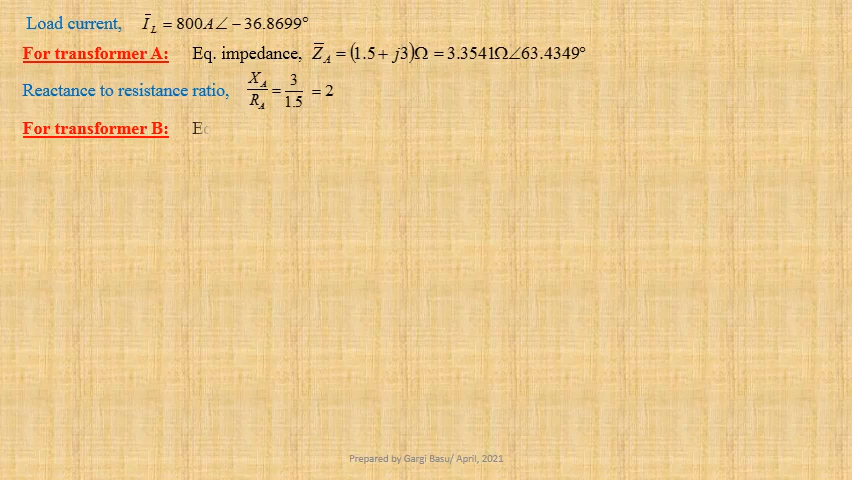 Load current, I̅_L = 800A∠ − 36.8699°
For transformer A: Eq. impedance, Z̅_A = (1.5 + j3)Ω = 3.3541Ω∠63.4349°
Reactance to resistance ratio, X_A/R_A = 3/1.5 = 2
For transformer B:
Prepared by Gargi Basu/ April, 2021